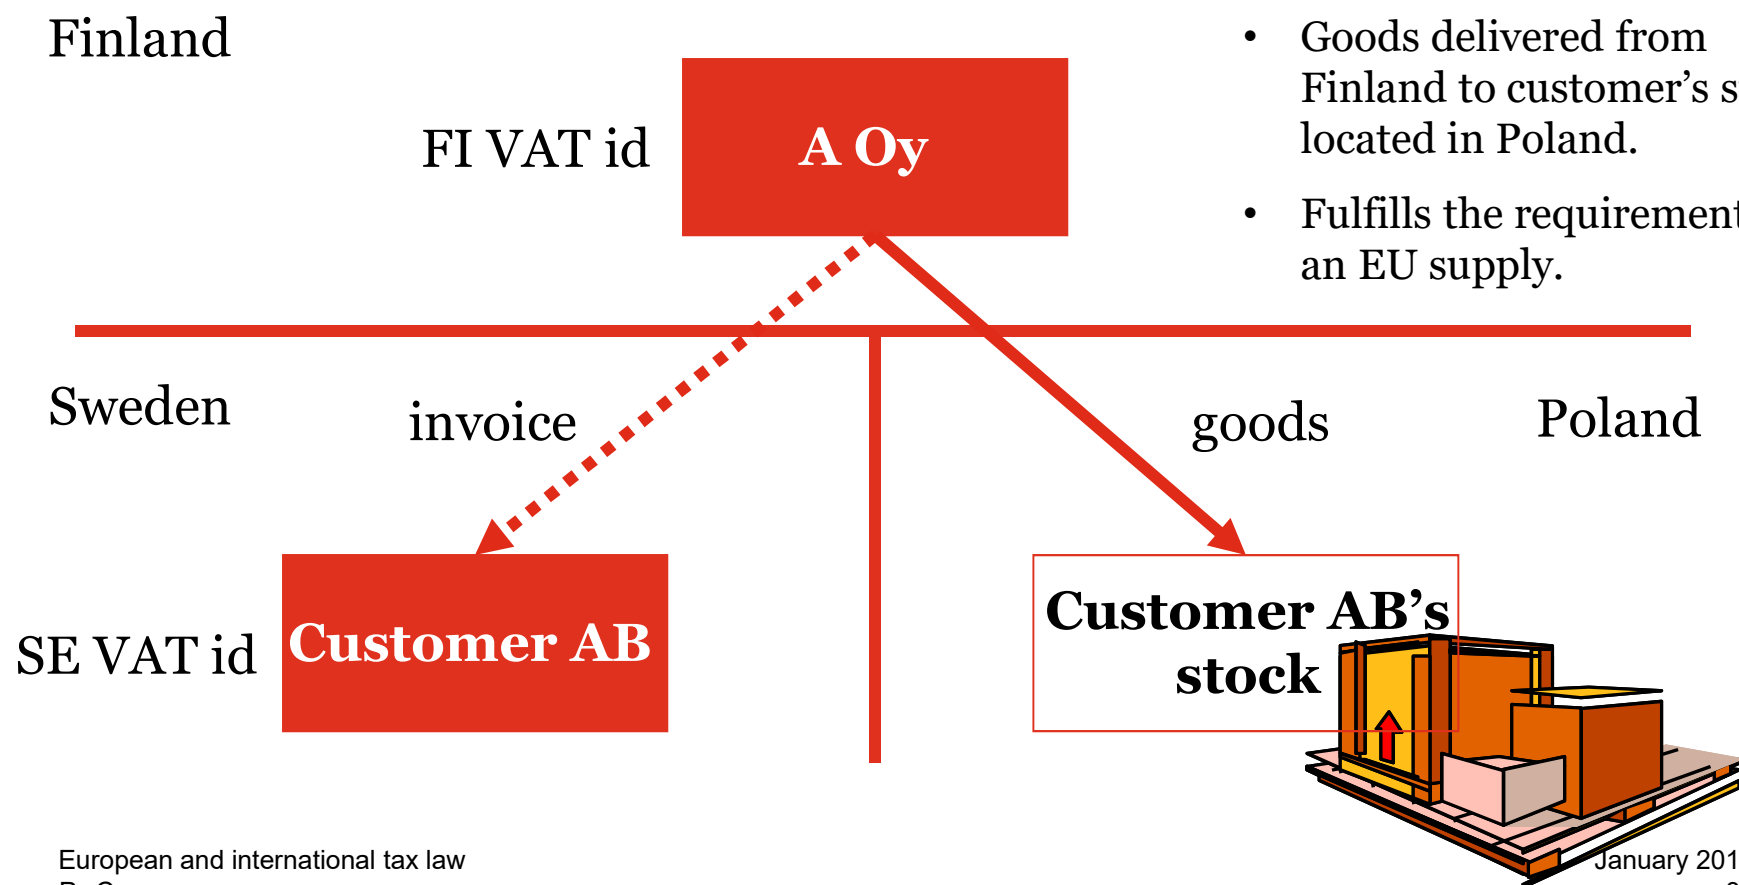 Finland
• Goods delivered from
Finland to customer’s
located in Poland.
FI VAT id
A Oy
• Fulfills the
an EU supply.
Sweden
invoice
goods
Poland
SE VAT id
Customer AB
Customer AB’s
stock
European and international tax law
January